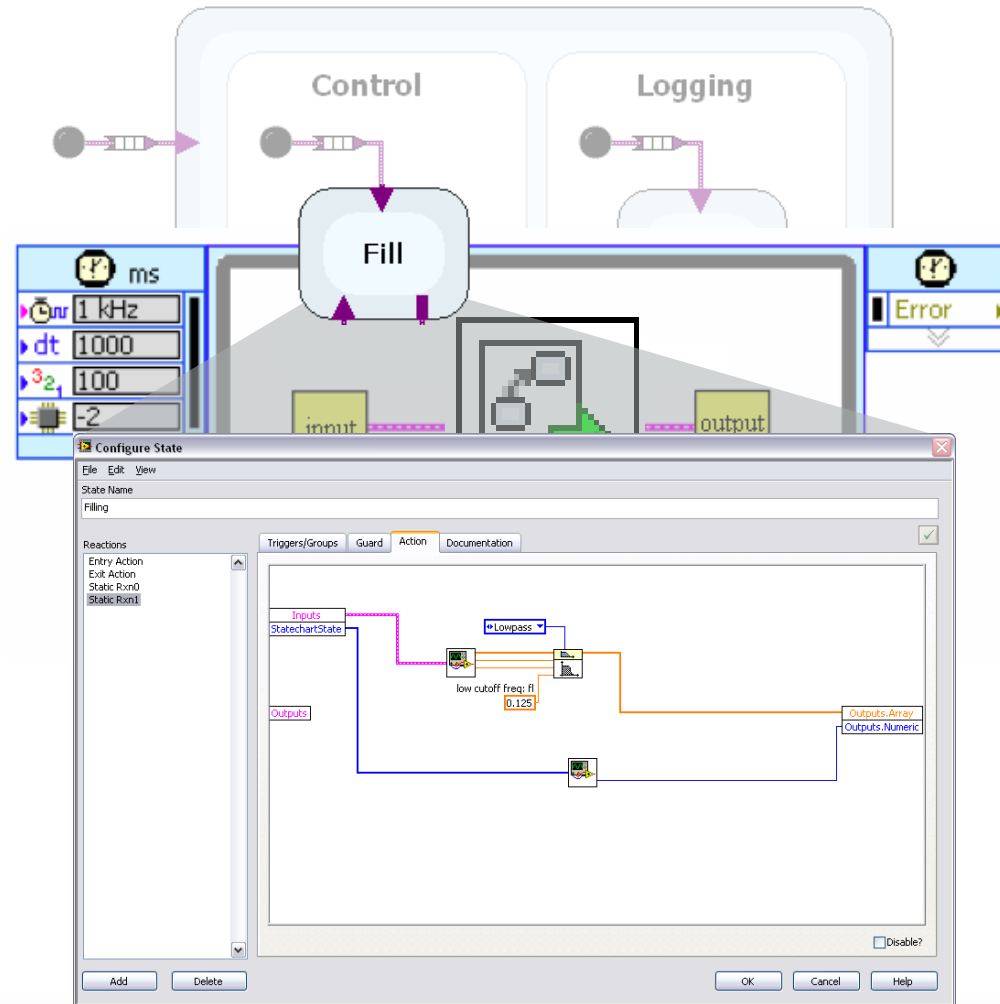 Control
Logging
Fill
ms
1 kHz
dt
1000
321
100
-2
Error
input
output
Configure State
File Edit View
State Name
Filling
Reactions
Entry Action
Exit Action
Static Rxn0
Static Rxn1
Triggers/Groups Guard Action Documentation
Inputs
StatechartState
Lowpass
low cutoff freq: fl
0.125
Outputs
Outputs.Array
Outputs.Numeric
Disable?
Add Delete OK Cancel Help